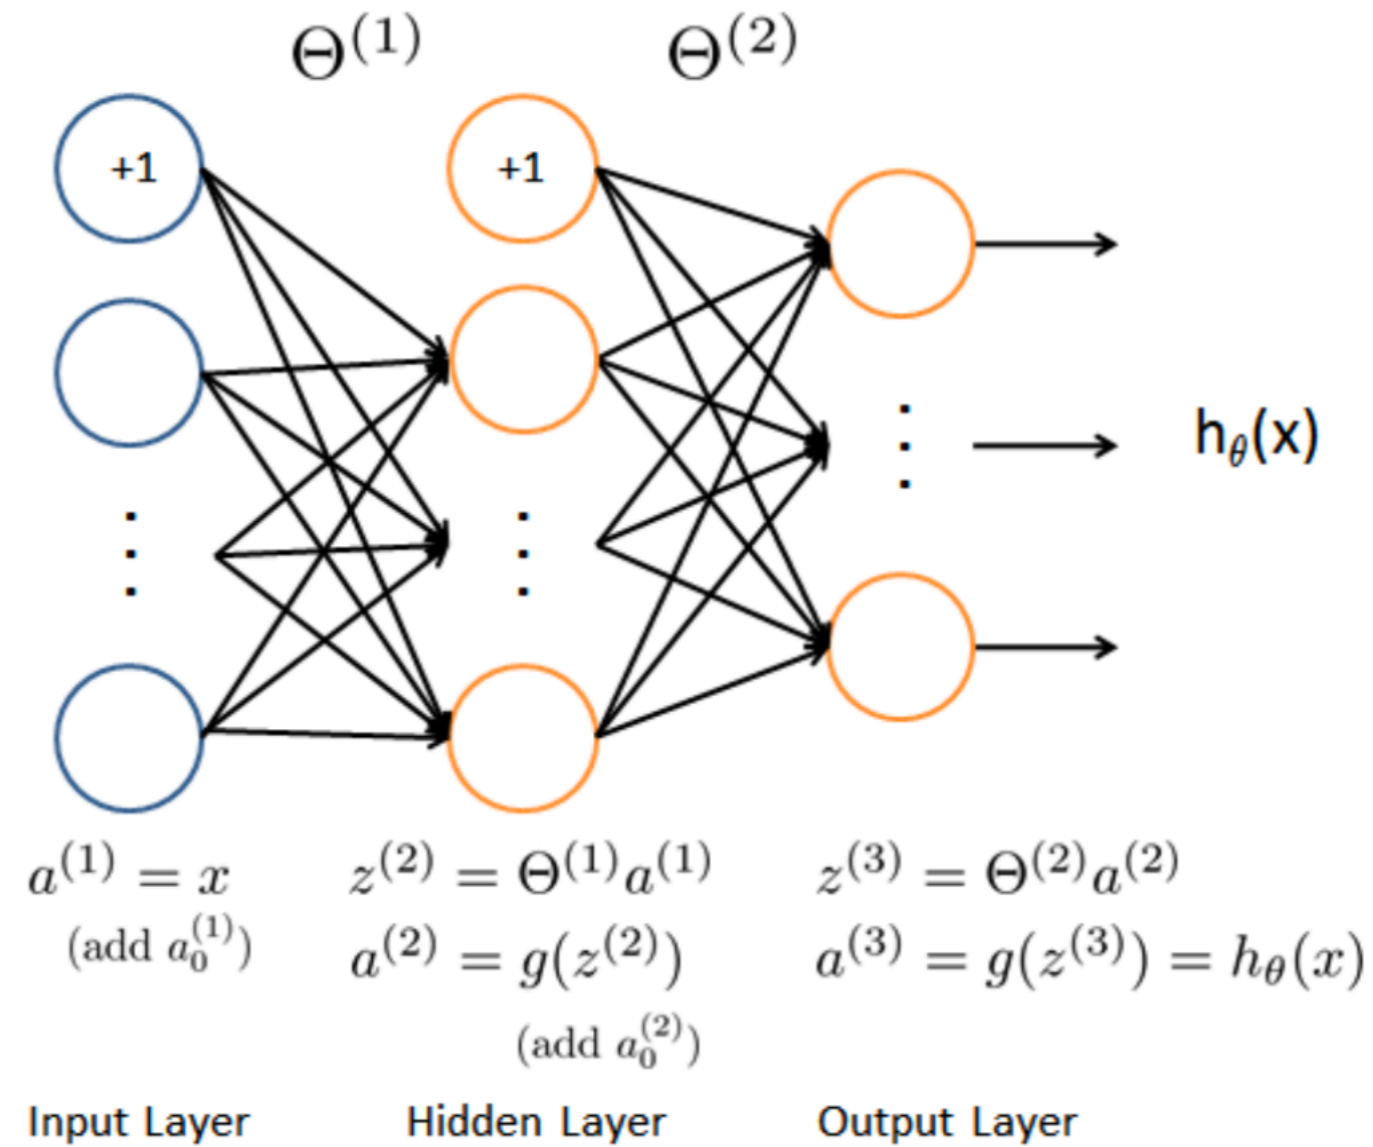 Θ^(1) Θ^(2)
+1 +1
h_θ(x)
a^(1) = x
(add a_0^(1))
z^(2) = Θ^(1)a^(1)
a^(2) = g(z^(2))
(add a_0^(2))
z^(3) = Θ^(2)a^(2)
a^(3) = g(z^(3)) = h_θ(x)
Input Layer Hidden Layer Output Layer